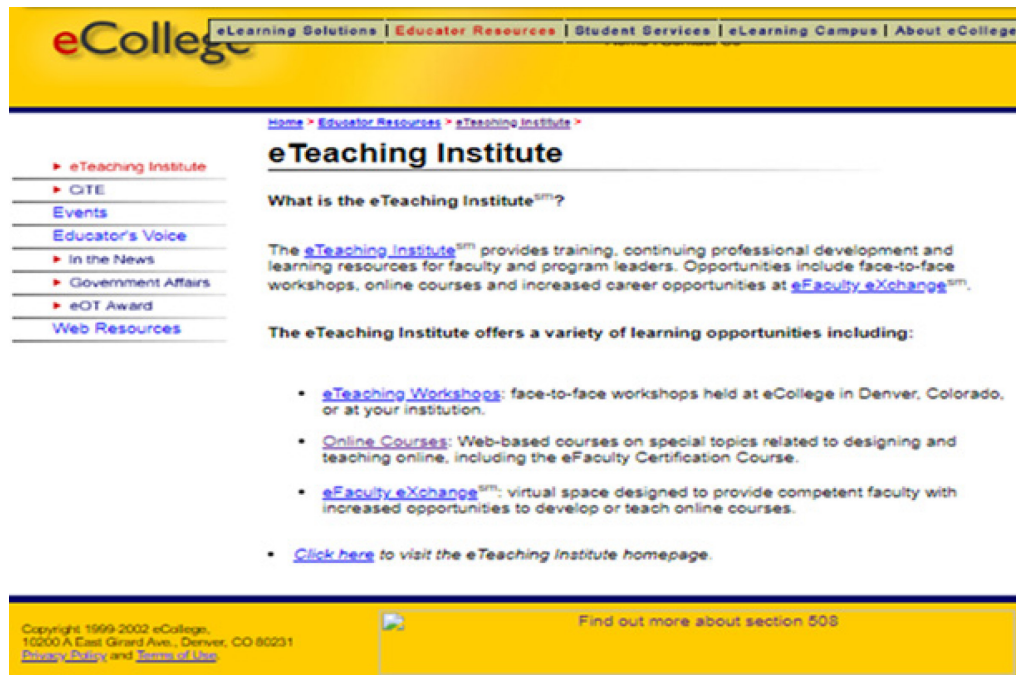 eCollege
eLearning Solutions | Educator Resources | Student Services | eLearning Campus | About eCollege
Home > Educator Resources > eTeaching Institute >
eTeaching Institute
► eTeaching Institute
► CiTE
Events
Educator's Voice
► In the News
► Government Affairs
► eOT Award
Web Resources
What is the eTeaching Institute℠?
The eTeaching Institute℠ provides training, continuing professional development and
learning resources for faculty and program leaders. Opportunities include face-to-face
workshops, online courses and increased career opportunities at eFaculty eXchange℠.
The eTeaching Institute offers a variety of learning opportunities including:
• eTeaching Workshops: face-to-face workshops held at eCollege in Denver, Colorado,
or at your institution.
• Online Courses: Web-based courses on special topics related to designing and
teaching online, including the eFaculty Certification Course.
• eFaculty eXchange℠: virtual space designed to provide competent faculty with
increased opportunities to develop or teach online courses.
• Click here to visit the eTeaching Institute homepage.
Copyright 1999-2002 eCollege,
10200 A East Girard Ave., Denver, CO 80231
Privacy Policy and Terms of Use.
Find out more about section 508